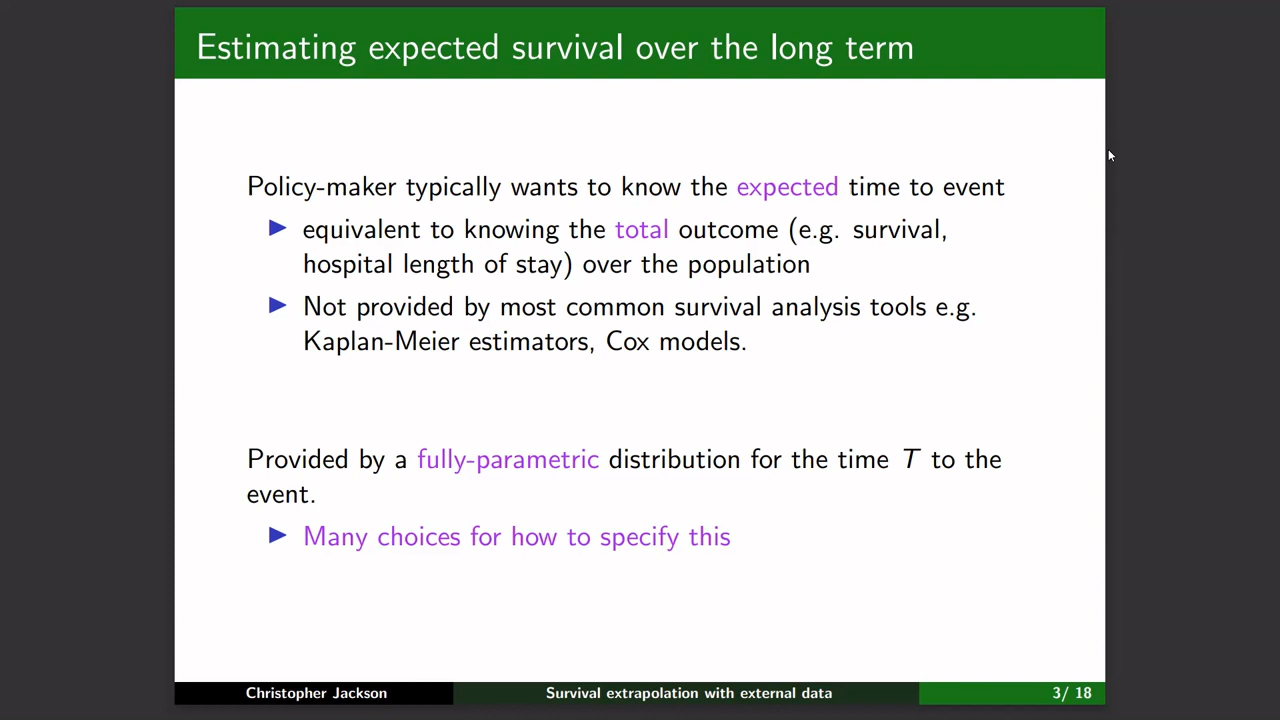 Estimating expected survival over the long term
Policy-maker typically wants to know the expected time to event
equivalent to knowing the total outcome (e.g. survival,
hospital length of stay) over the population
Not provided by most common survival analysis tools e.g.
Kaplan-Meier estimators, Cox models.
Provided by a fully-parametric distribution for the time T to the
event.
Many choices for how to specify this
Christopher Jackson
Survival extrapolation with external data
3/ 18